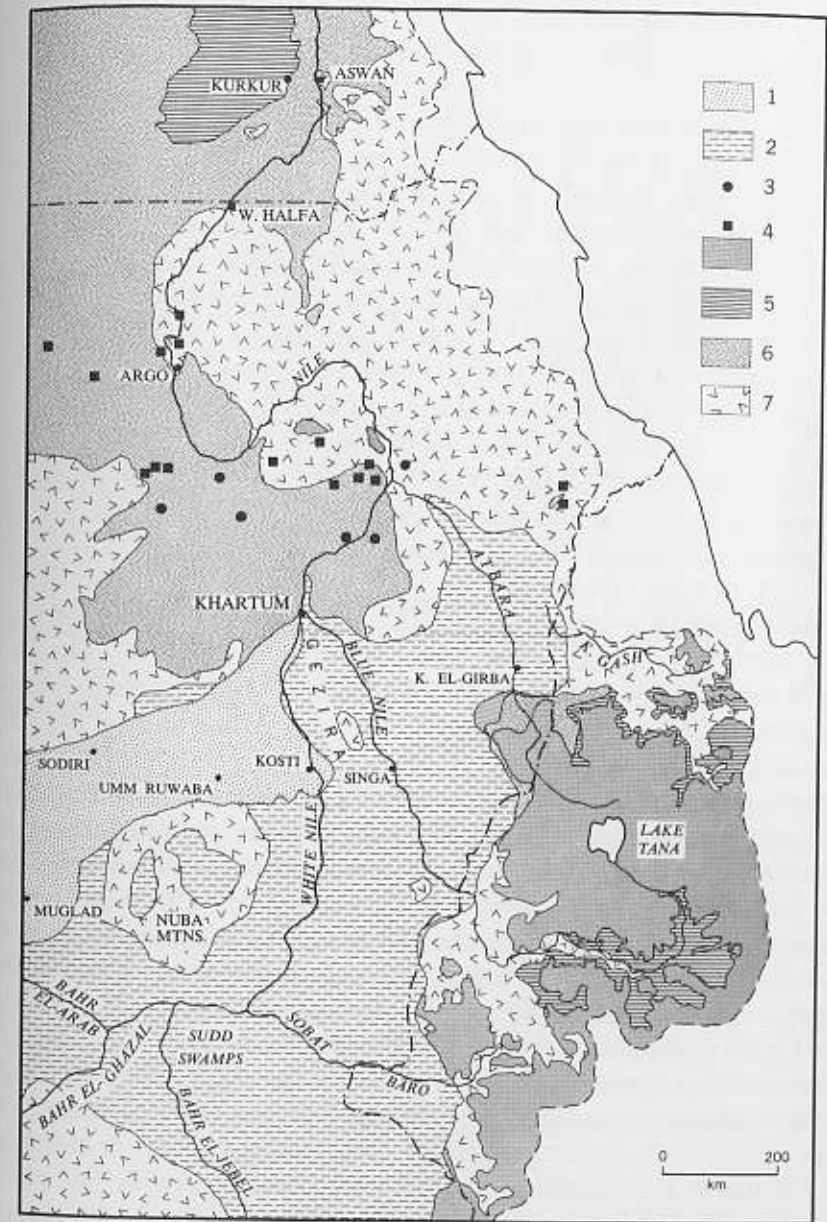 KURKUR
ASWAN
1
2
3
W. HALFA
4
5
6
ARGO
NILE
7
ATBARA
KHARTUM
GEZIRA
BLUE NILE
K. EL-GIRBA
GASH
SODIRI
UMM RUWABA
KOSTI
SINGA
WHITE NILE
LAKE
TANA
MUGLAD
NUBA
MTNS.
BAHR
EL-ARAB
BAHR EL-GHAZAL
SUDD
SWAMPS
SOBAT
BARO
BAHR EL-JEBEL
0 200
km